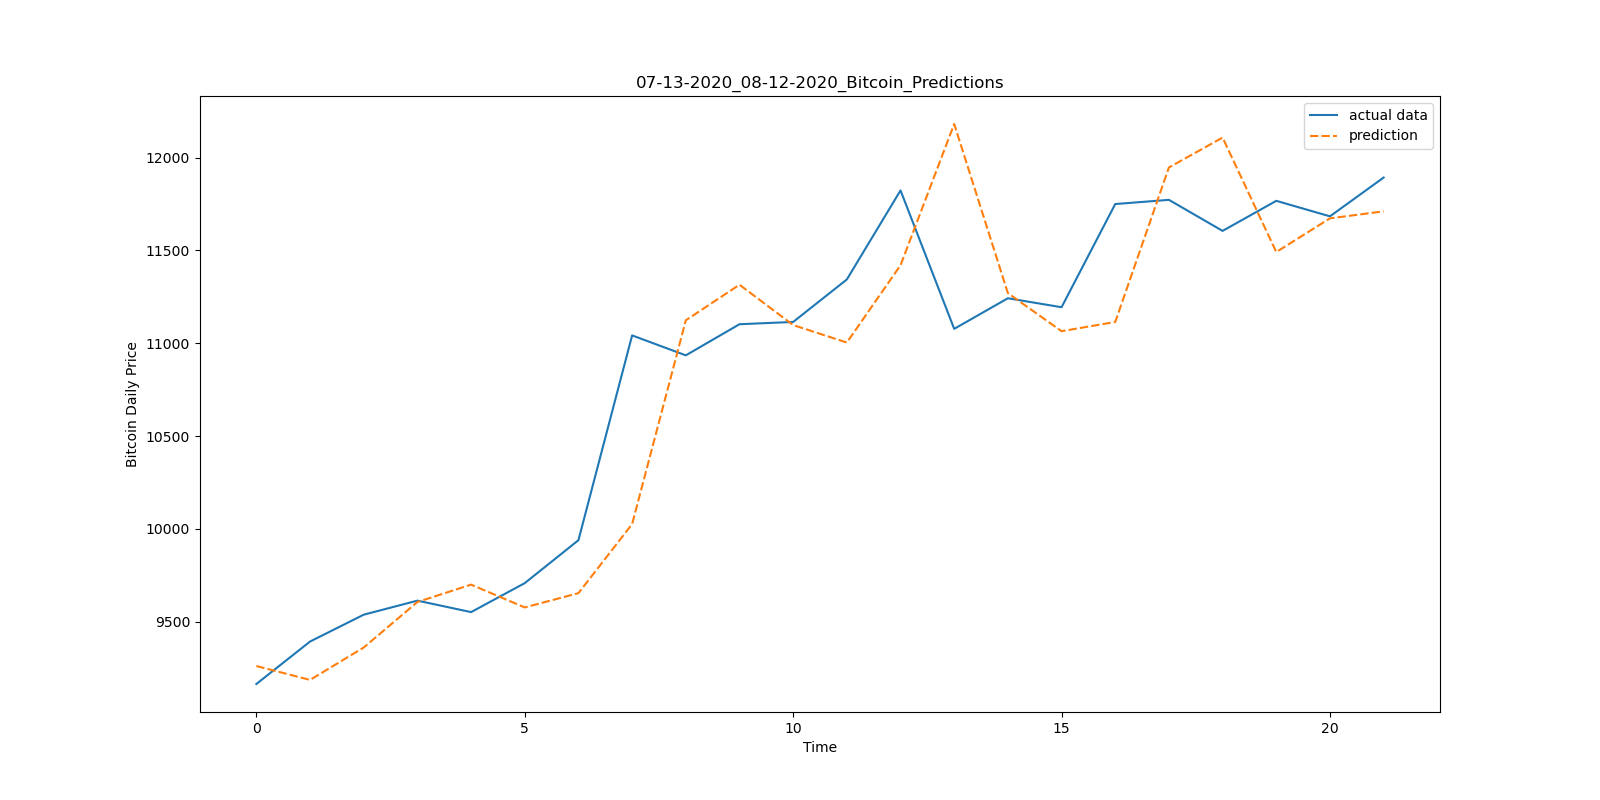 07-13-2020_08-12-2020_Bitcoin_Predictions
actual data
prediction
12000
11500
11000
10500
10000
9500
Bitcoin Daily Price
0 5 10 15 20
Time